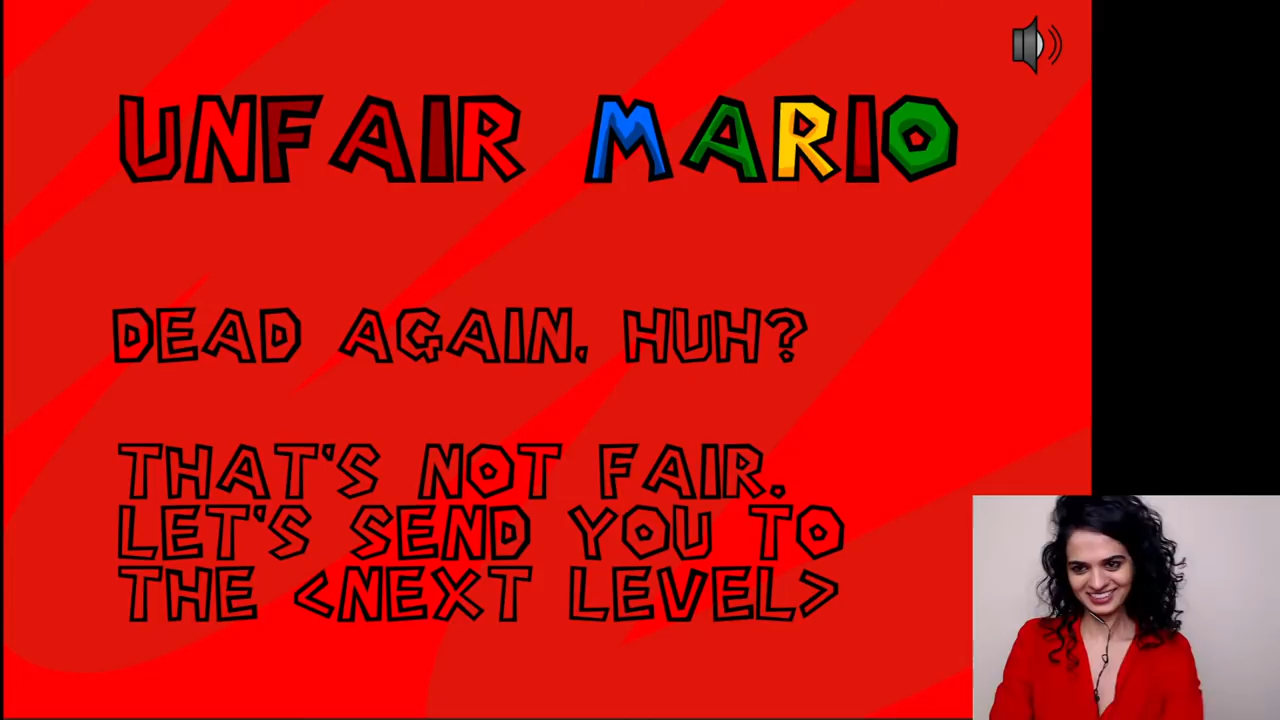 UNFAIR MARIO
DEAD AGAIN, HUH?
THAT'S NOT FAIR.
LET'S SEND YOU TO
THE <NEXT LEVEL>